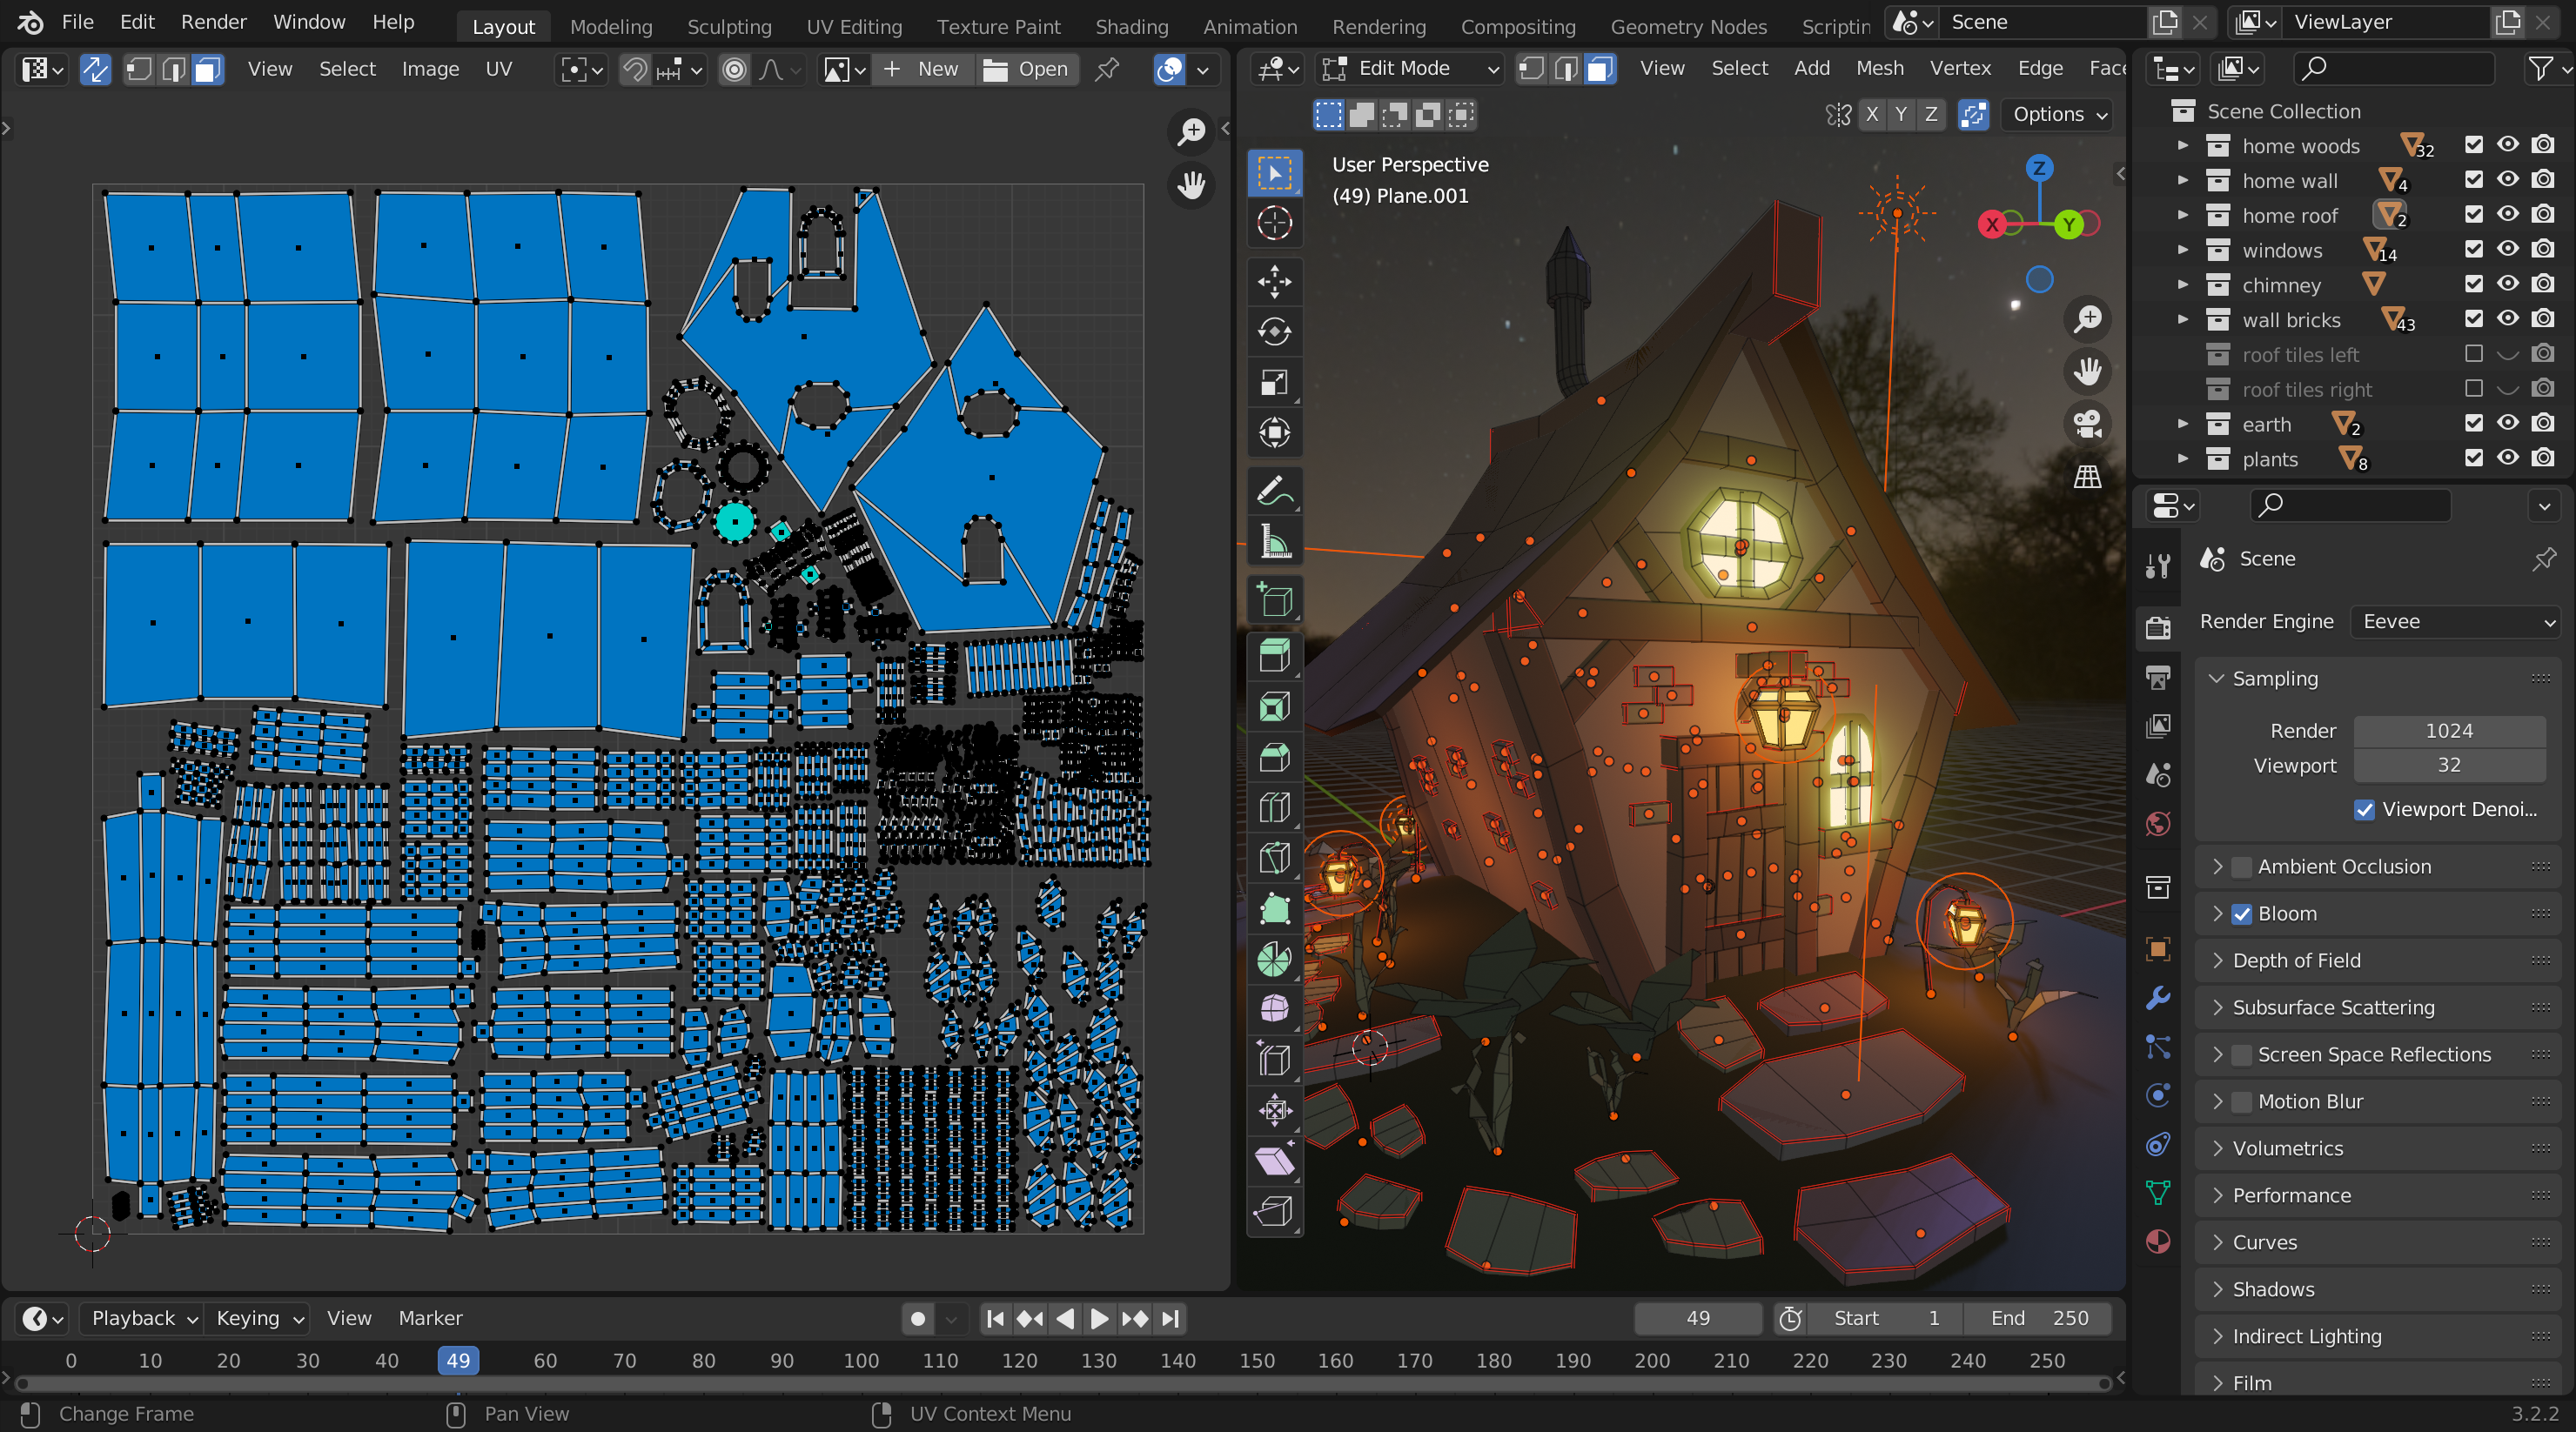 File Edit Render Window Help Layout Modeling Sculpting UV Editing Texture Paint Shading Animation Rendering Compositing Geometry Nodes Scriptin Scene ViewLayer
View Select Image UV New Open
Edit Mode View Select Add Mesh Vertex Edge Face
X Y Z Options
User Perspective
(49) Plane.001
Z
X Y
Scene Collection
home woods 32
home wall 4
home roof 2
windows 14
chimney
wall bricks 43
roof tiles left
roof tiles right
earth 2
plants 8
Scene
Render Engine Eevee
Sampling
Render 1024
Viewport 32
Viewport Denoi...
Ambient Occlusion
Bloom
Depth of Field
Subsurface Scattering
Screen Space Reflections
Motion Blur
Volumetrics
Performance
Curves
Shadows
Indirect Lighting
Film
Playback Keying View Marker 49 Start 1 End 250
0 10 20 30 40 49 60 70 80 90 100 110 120 130 140 150 160 170 180 190 200 210 220 230 240 250
Change Frame Pan View UV Context Menu 3.2.2